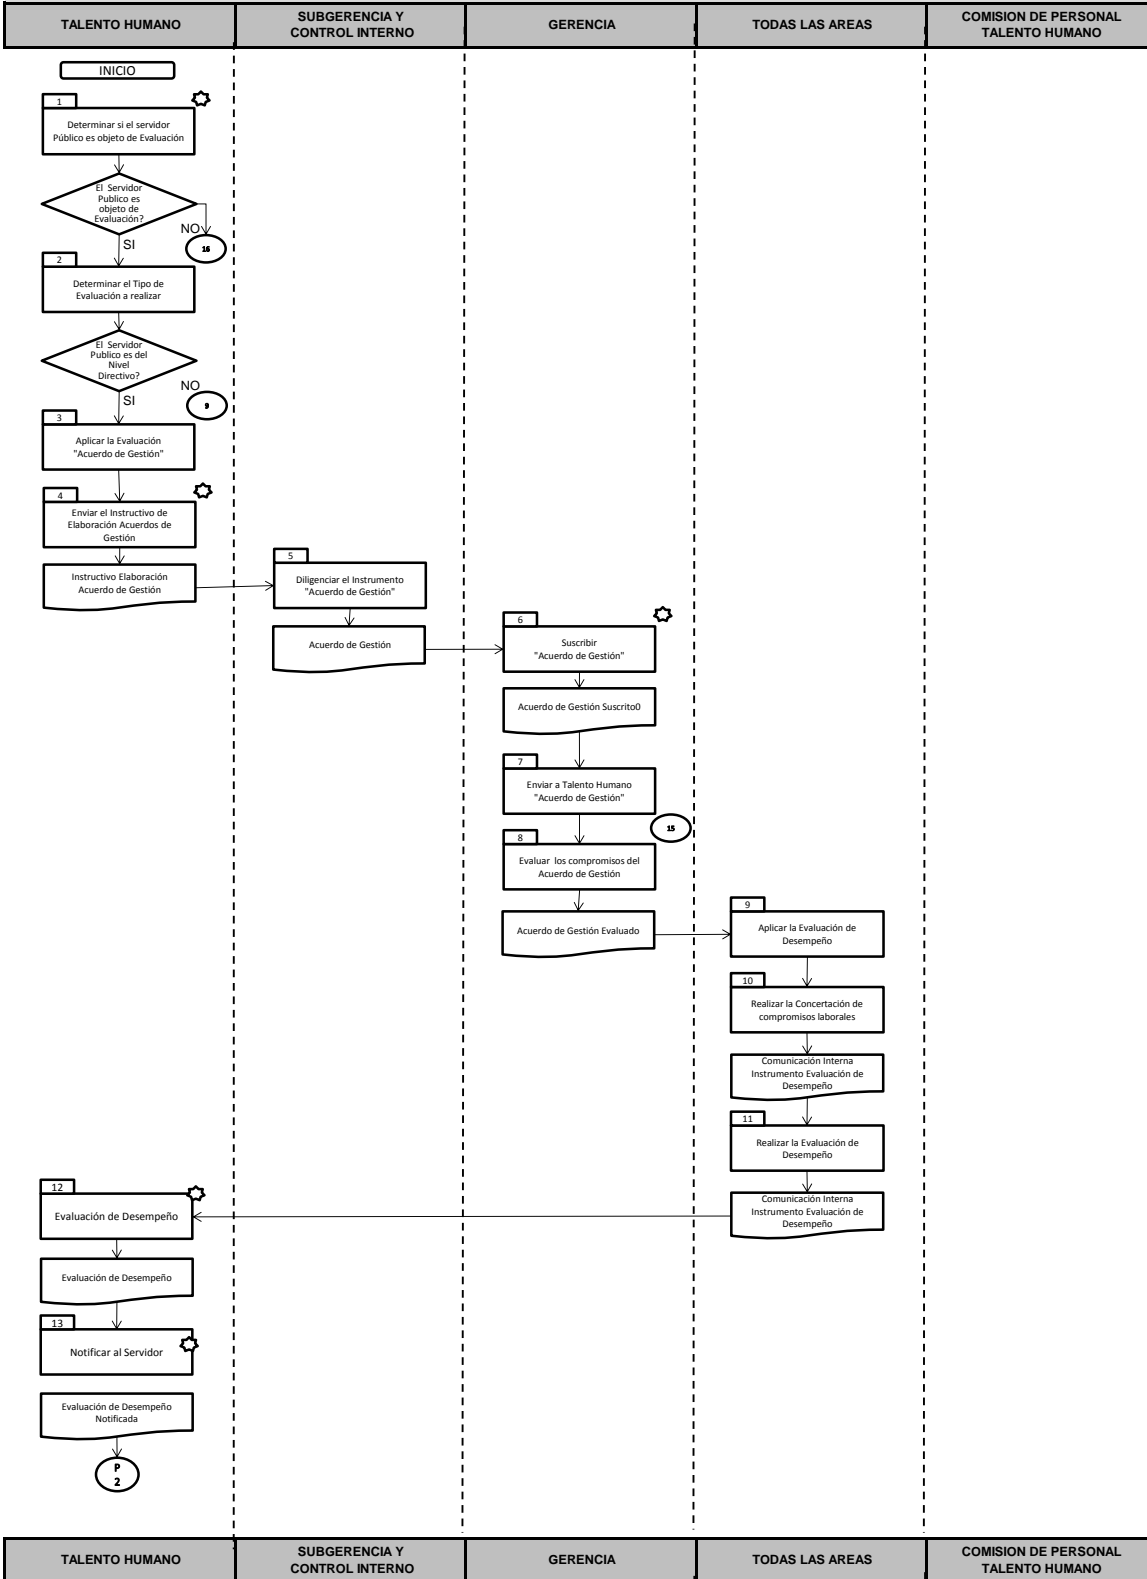 TALENTO HUMANO
SUBGERENCIA Y
CONTROL INTERNO
GERENCIA
TODAS LAS AREAS
COMISION DE PERSONAL
TALENTO HUMANO
INICIO
1
Determinar si el servidor
Público es objeto de Evaluación
El Servidor
Publico es
objeto de
Evaluación?
NO
16
SI
2
Determinar el Tipo de
Evaluación a realizar
El Servidor
Publico es del
Nivel
Directivo?
NO
9
SI
3
Aplicar la Evaluación
"Acuerdo de Gestión"
4
Enviar el Instructivo de
Elaboración Acuerdos de
Gestión
Instructivo Elaboración
Acuerdo de Gestión
5
Diligenciar el Instrumento
"Acuerdo de Gestión"
Acuerdo de Gestión
6
Suscribir
"Acuerdo de Gestión"
Acuerdo de Gestión Suscrito0
7
Enviar a Talento Humano
"Acuerdo de Gestión"
15
8
Evaluar los compromisos del
Acuerdo de Gestión
Acuerdo de Gestión Evaluado
9
Aplicar la Evaluación de
Desempeño
10
Realizar la Concertación de
compromisos laborales
Comunicación Interna
Instrumento Evaluación de
Desempeño
11
Realizar la Evaluación de
Desempeño
Comunicación Interna
Instrumento Evaluación de
Desempeño
12
Evaluación de Desempeño
Evaluación de Desempeño
13
Notificar al Servidor
Evaluación de Desempeño
Notificada
P
2
TALENTO HUMANO
SUBGERENCIA Y
CONTROL INTERNO
GERENCIA
TODAS LAS AREAS
COMISION DE PERSONAL
TALENTO HUMANO